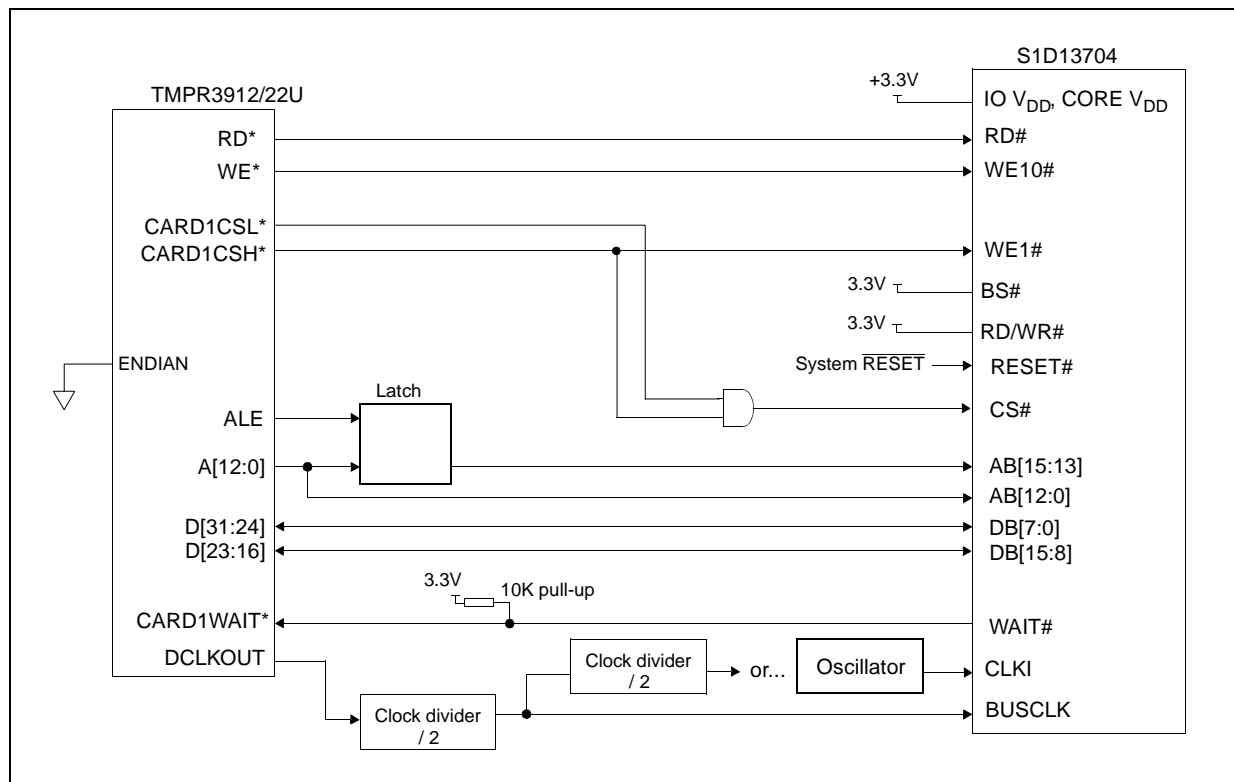 S1D13704
+3.3V
IO VDD, CORE VDD
TMPR3912/22U
RD*
RD#
WE*
WE10#
CARD1CSL*
CARD1CSH*
WE1#
3.3V
BS#
3.3V
RD/WR#
ENDIAN
System RESET
RESET#
Latch
ALE
CS#
A[12:0]
AB[15:13]
AB[12:0]
D[31:24]
DB[7:0]
D[23:16]
DB[15:8]
3.3V
10K pull-up
CARD1WAIT*
WAIT#
DCLKOUT
Clock divider
/ 2
or...
Oscillator
CLKI
Clock divider
/ 2
BUSCLK